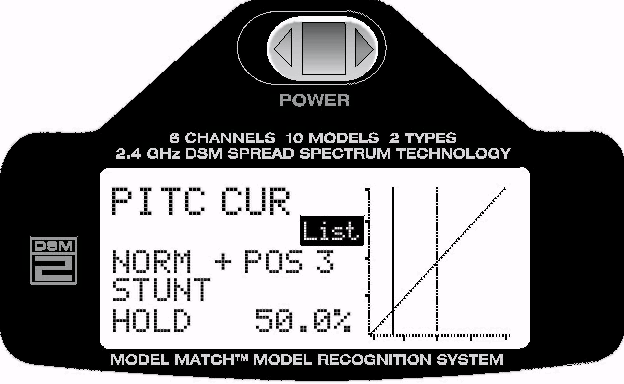 POWER
6 CHANNELS 10 MODELS 2 TYPES
2.4 GHz DSM SPREAD SPECTRUM TECHNOLOGY
PITC CUR
List
DSM
2
NORM + POS 3
STUNT
HOLD 50.0%
MODEL MATCH™ MODEL RECOGNITION SYSTEM